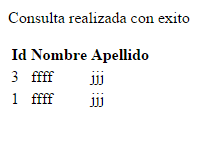 Consulta realizada con exito
Id Nombre Apellido
3 ffff jjj
1 ffff jjj